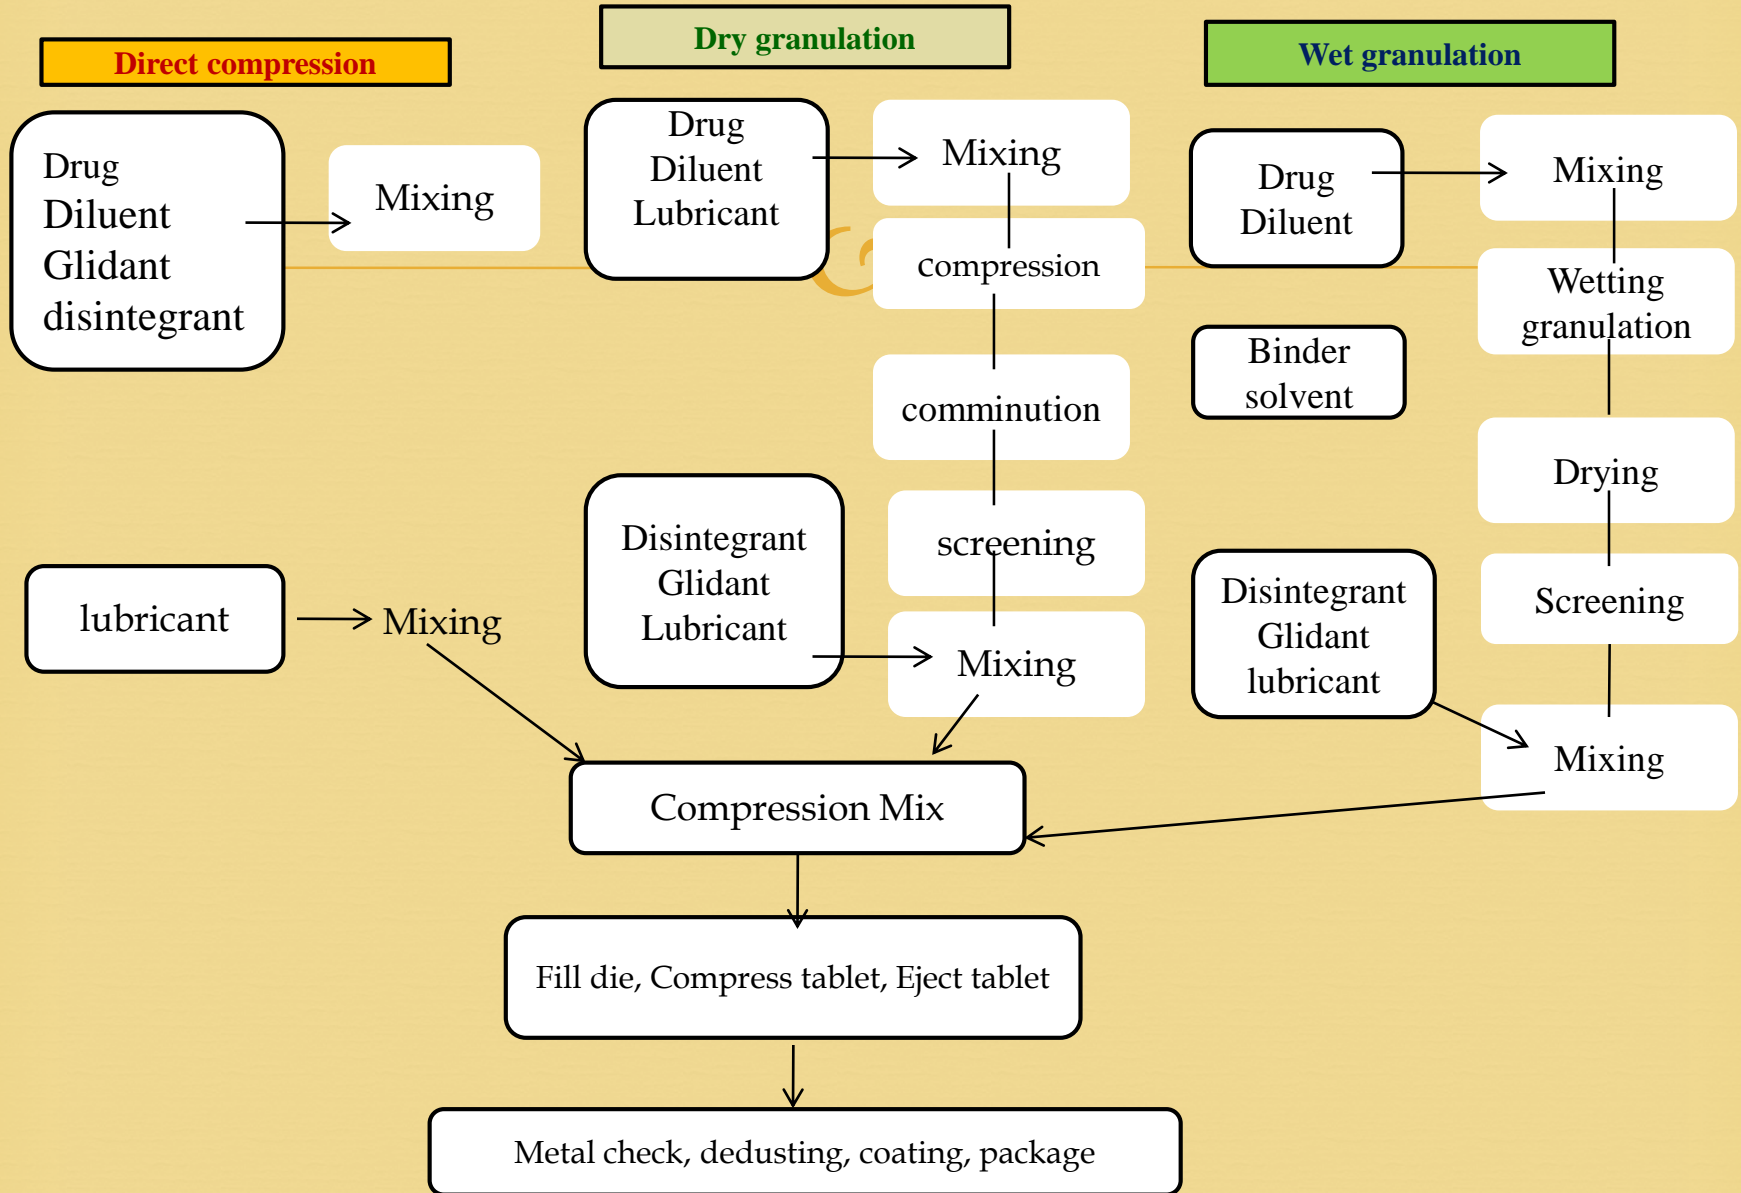 Direct compression
Drug
Diluent
Glidant
disintegrant
Mixing
lubricant
Mixing
Dry granulation
Drug
Diluent
Lubricant
Mixing
compression
comminution
screening
Disintegrant
Glidant
Lubricant
Mixing
Wet granulation
Drug
Diluent
Mixing
Wetting
granulation
Binder
solvent
Drying
Screening
Disintegrant
Glidant
lubricant
Mixing
Compression Mix
Fill die, Compress tablet, Eject tablet
Metal check, dedusting, coating, package